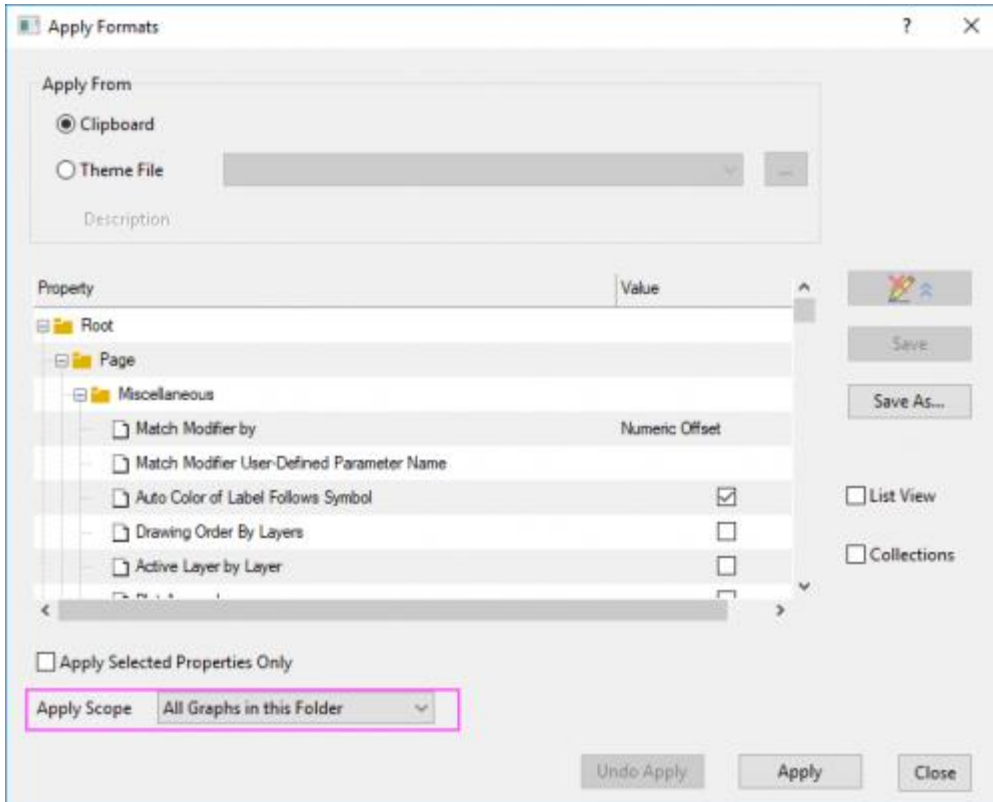 Apply Formats
Apply From
Clipboard
Theme File
...
Description
Property Value
Root
Page
Miscellaneous
Match Modifier by Numeric Offset
Match Modifier User-Defined Parameter Name
Auto Color of Label Follows Symbol
Drawing Order By Layers
Active Layer by Layer
Save
Save As...
List View
Collections
Apply Selected Properties Only
Apply Scope All Graphs in this Folder
Undo Apply Apply Close